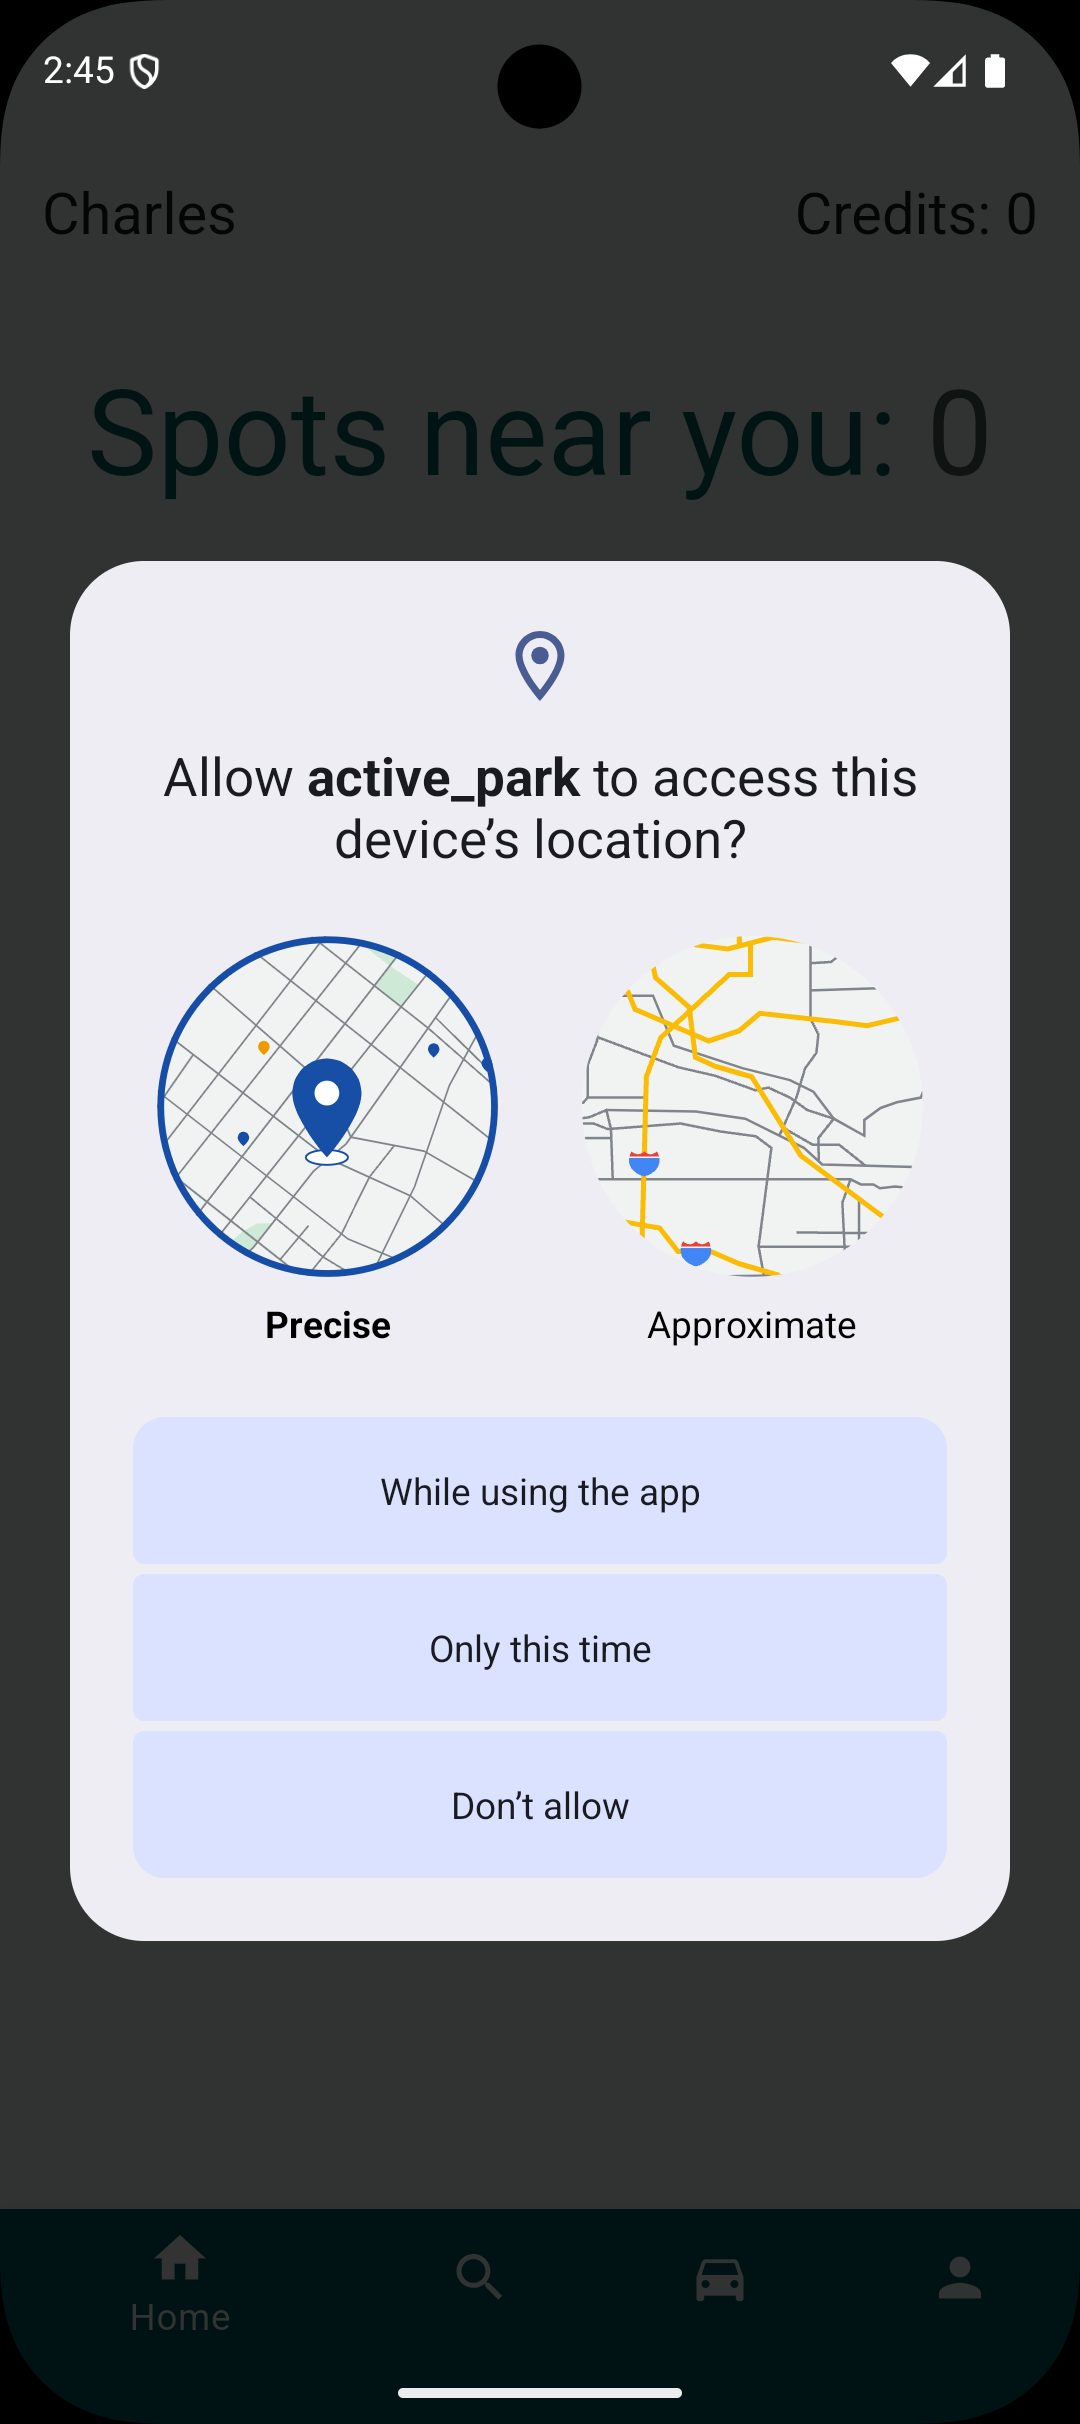 2:45
Charles
Credits: 0
Spots near you: 0
Allow active_park to access this
device’s location?
Precise
Approximate
While using the app
Only this time
Don’t allow
Home